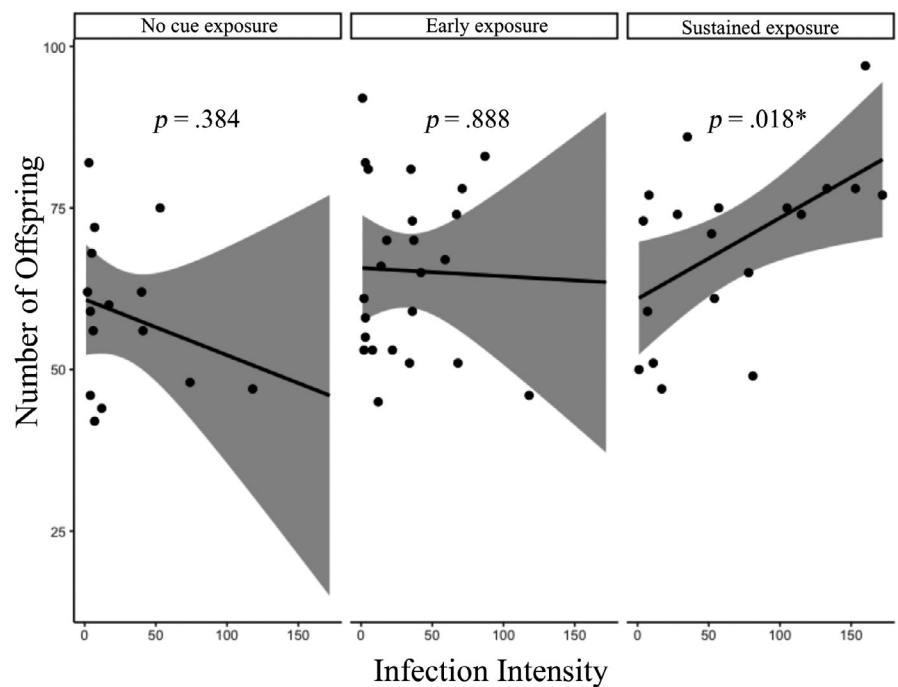 No cue exposure
Early exposure
Sustained exposure
p = .384
p = .888
p = .018*
Number of Offspring
100
75
50
25
0
50
100
150
0
50
100
150
0
50
100
150
Infection Intensity